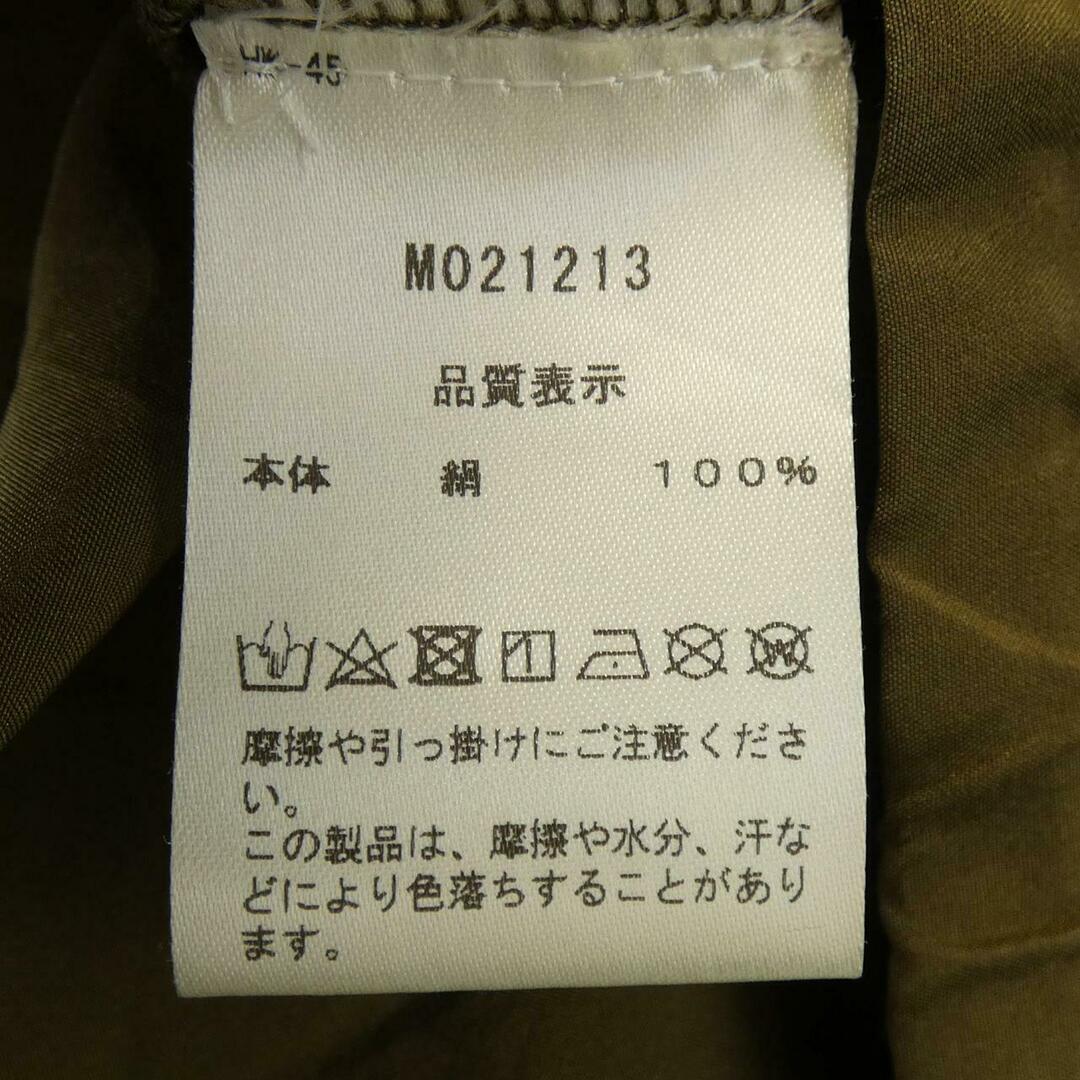 HK-45
M021213
品質表示
本体 絹 100%
摩擦や引っ掛けにご注意くださ
い。
この製品は、摩擦や水分、汗な
どにより色落ちすることがあり
ます。